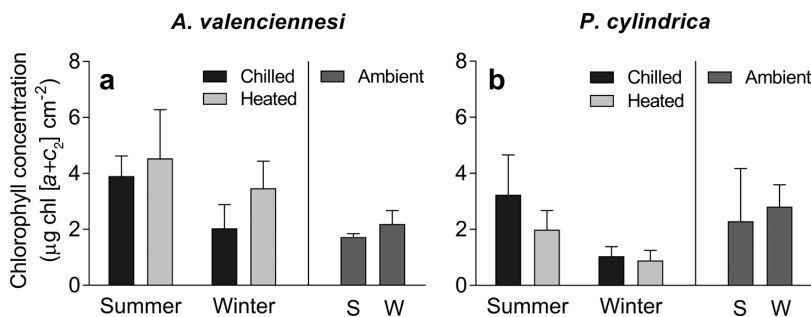 A. valenciennesi
P. cylindrica
Chlorophyll concentration
(µg chl [a+c₂] cm⁻²)
8
6
4
2
0
a
Chilled
Heated
Ambient
Summer
Winter
S
W
8
6
4
2
0
b
Chilled
Heated
Ambient
Summer
Winter
S
W